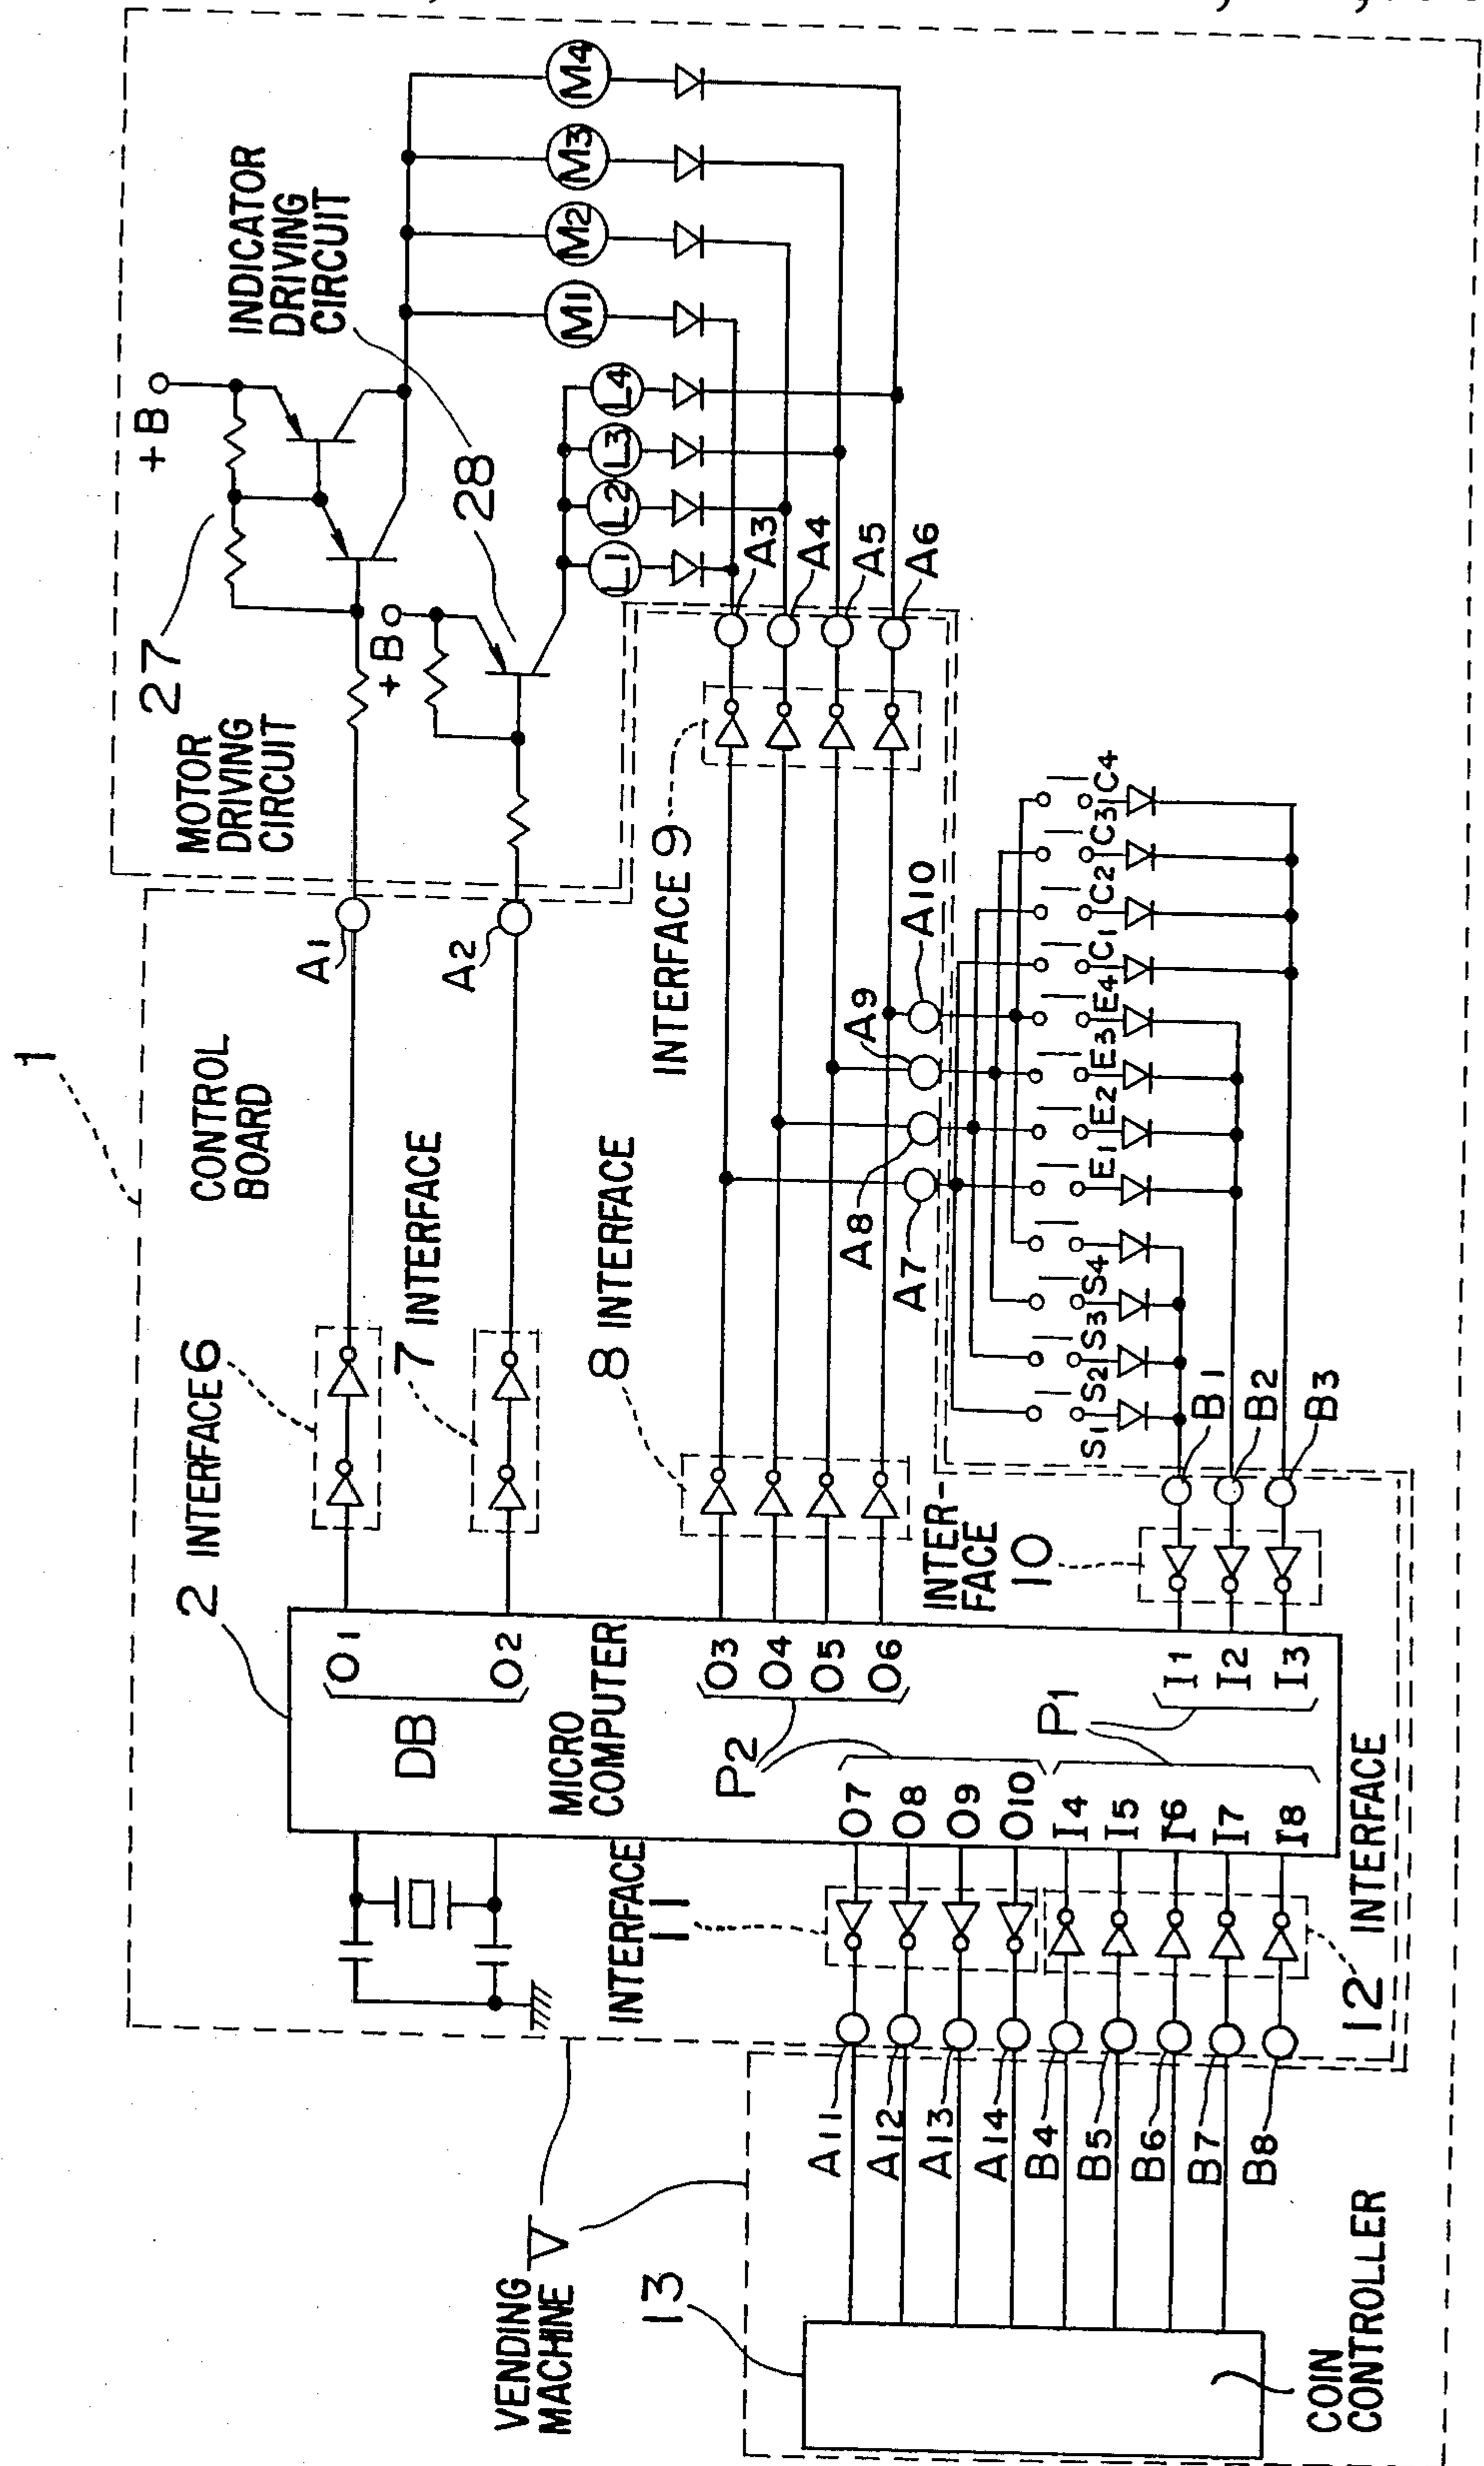 1
CONTROL
BOARD
2
INTERFACE 6
7 INTERFACE
8 INTERFACE
INTERFACE 9
INTER-
FACE
10
INTERFACE
11
12 INTERFACE
MOTOR
DRIVING
CIRCUIT
27
INDICATOR
DRIVING
CIRCUIT
28
+B
+B
M1
M2
M3
M4
L1
L2
L3
L4
A1
A2
A3
A4
A5
A6
A7
A8
A9
A10
S1
S2
S3
S4
E1
E2
E3
E4
C1
C2
C3
C4
B1
B2
B3
MICRO
COMPUTER
DB
O1
O2
O3
O4
O5
O6
P2
P1
I1
I2
I3
O7
O8
O9
O10
I4
I5
I6
I7
I8
A11
A12
A13
A14
B4
B5
B6
B7
B8
VENDING
MACHINE V
13
COIN
CONTROLLER